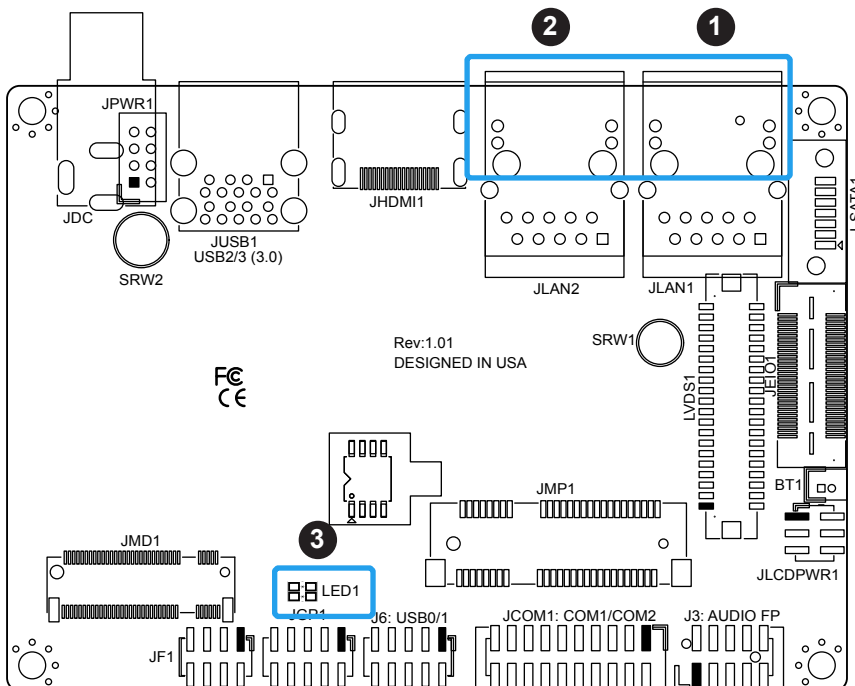 2
1
JPWR1
I-SATA1
JDC
JHDMI1
JUSB1
USB2/3 (3.0)
SRW2
JLAN2
JLAN1
Rev:1.01
DESIGNED IN USA
SRW1
LVDS1
JEIO1
FC
CE
BT1
JMP1
3
JMD1
JLCDPWR1
LED1
JGP1
J6: USB0/1
JCOM1: COM1/COM2
J3: AUDIO FP
JF1